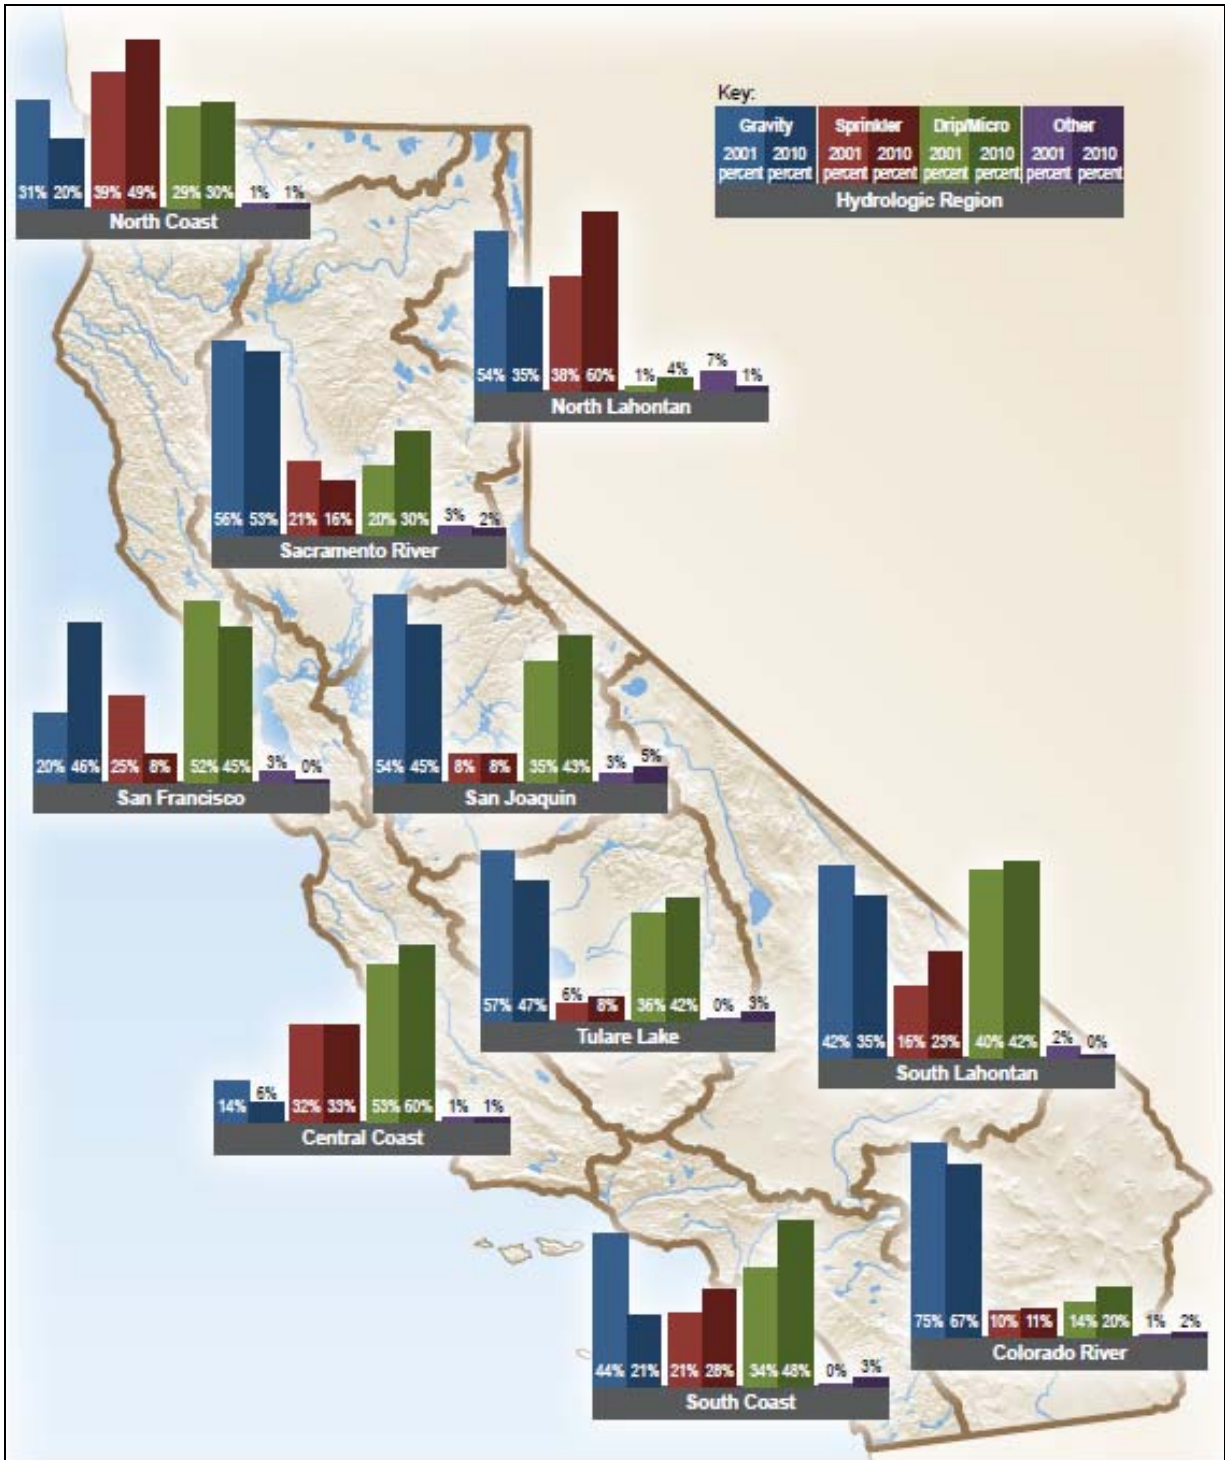 Key:
Gravity Sprinkler Drip/Micro Other
2001 2010 2001 2010 2001 2010 2001 2010
percent percent percent percent percent percent percent percent
Hydrologic Region
31% 20% 39% 49% 29% 30% 1% 1%
North Coast
54% 35% 38% 60% 1% 4% 7% 1%
North Lahontan
56% 53% 21% 16% 20% 30% 3% 2%
Sacramento River
20% 46% 25% 8% 52% 45% 3% 0%
San Francisco
54% 45% 8% 8% 35% 43% 3% 5%
San Joaquin
57% 47% 6% 8% 36% 42% 0% 3%
Tulare Lake
42% 35% 16% 23% 40% 42% 2% 0%
South Lahontan
14% 6% 32% 33% 53% 60% 1% 1%
Central Coast
75% 67% 10% 11% 14% 20% 1% 2%
Colorado River
44% 21% 21% 28% 34% 48% 0% 3%
South Coast